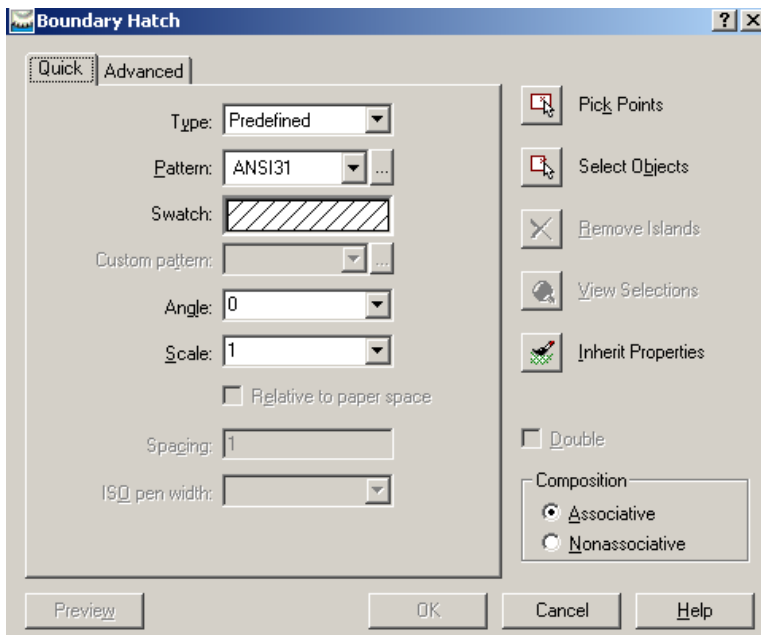 Boundary Hatch
Quick Advanced
Type: Predefined
Pattern: ANSI31 ...
Swatch:
Custom pattern: ...
Angle: 0
Scale: 1
Relative to paper space
Spacing: 1
ISO pen width:
Pick Points
Select Objects
Remove Islands
View Selections
Inherit Properties
Double
Composition
Associative
Nonassociative
Preview OK Cancel Help